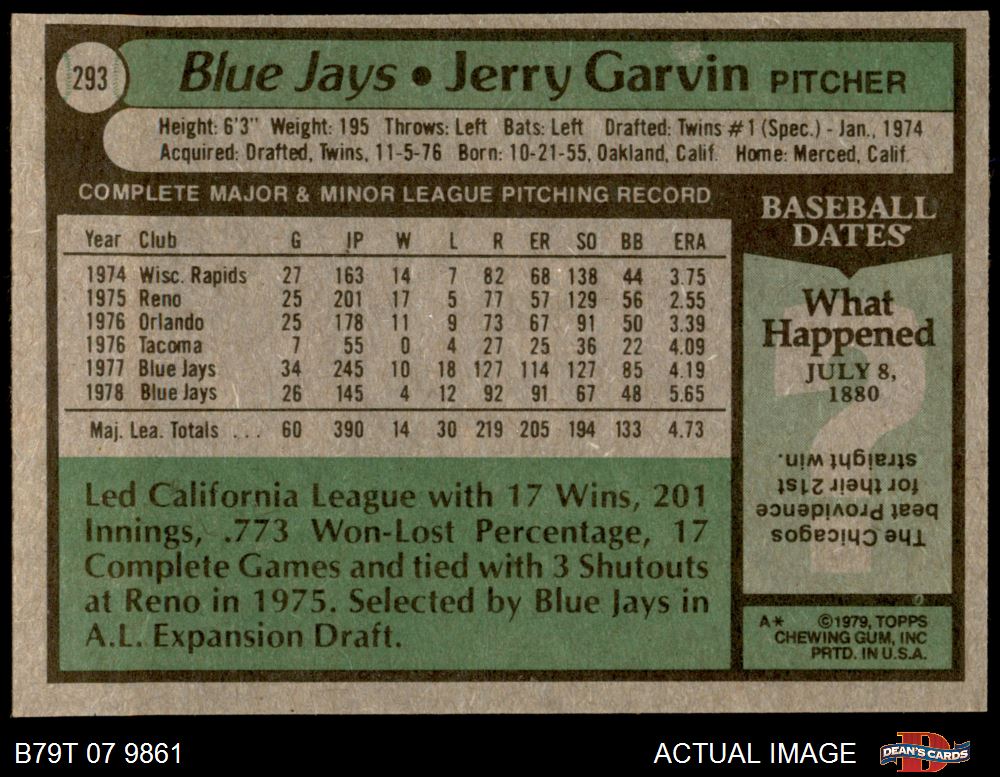 293
Blue Jays • Jerry Garvin PITCHER
Height: 6'3" Weight: 195 Throws: Left Bats: Left Drafted: Twins #1 (Spec.) - Jan., 1974
Acquired: Drafted, Twins, 11-5-76 Born: 10-21-55, Oakland, Calif. Home: Merced, Calif.
COMPLETE MAJOR & MINOR LEAGUE PITCHING RECORD
Year Club G IP W L R ER SO BB ERA
1974 Wisc. Rapids 27 163 14 7 82 68 138 44 3.75
1975 Reno 25 201 17 5 77 57 129 56 2.55
1976 Orlando 25 178 11 9 73 67 91 50 3.39
1976 Tacoma 7 55 0 4 27 25 36 22 4.09
1977 Blue Jays 34 245 10 18 127 114 127 85 4.19
1978 Blue Jays 26 145 4 12 92 91 67 48 5.65
Maj. Lea. Totals ... 60 390 14 30 219 205 194 133 4.73
Led California League with 17 Wins, 201
Innings, .773 Won-Lost Percentage, 17
Complete Games and tied with 3 Shutouts
at Reno in 1975. Selected by Blue Jays in
A.L. Expansion Draft.
BASEBALL
DATES
What
Happened
JULY 8,
1880
The Chicagos
beat Providence
for their 21st
straight win.
A* ©1979, TOPPS
CHEWING GUM, INC
PRTD. IN U.S.A.
B79T 07 9861
ACTUAL IMAGE
DEAN'S CARDS